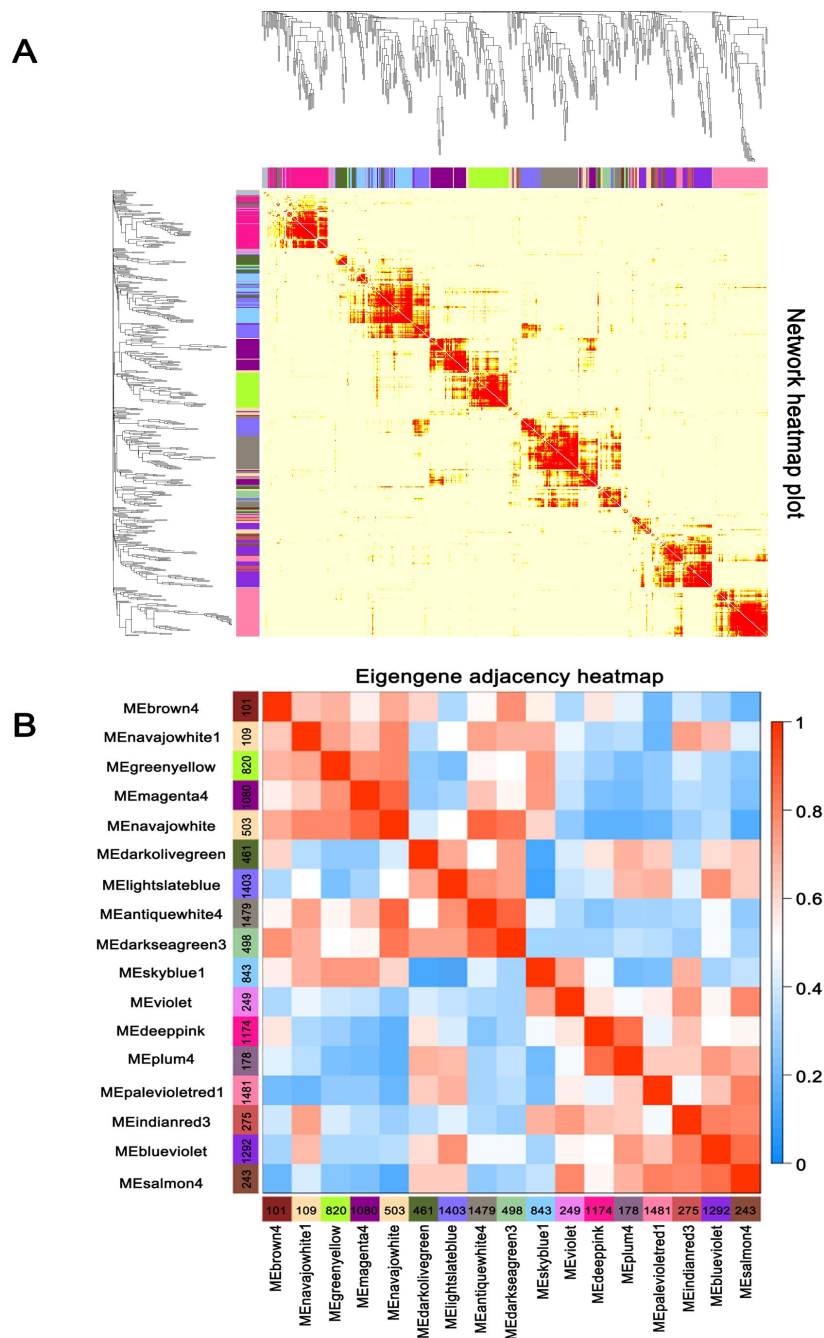 A
Network heatmap plot
B
Eigengene adjacency heatmap
MEbrown4 101
MEnavajowhite1 109
MEgreenyellow 820
MEmagenta4 1080
MEnavajowhite 503
MEdarkolivegreen 461
MElightslateblue 1403
MEantiquewhite4 1479
MEdarkseagreen3 498
MEskyblue1 843
MEviolet 249
MEdeeppink 1174
MEplum4 178
MEpalevioletred1 1481
MEindianred3 275
MEblueviolet 1292
MEsalmon4 243
1
0.8
0.6
0.4
0.2
0
101 109 820 1080 503 461 1403 1479 498 843 249 1174 178 1481 275 1292 243
MEbrown4
MEnavajowhite1
MEgreenyellow
MEmagenta4
MEnavajowhite
MEdarkolivegreen
MElightslateblue
MEantiquewhite4
MEdarkseagreen3
MEskyblue1
MEviolet
MEdeeppink
MEplum4
MEpalevioletred1
MEindianred3
MEblueviolet
MEsalmon4